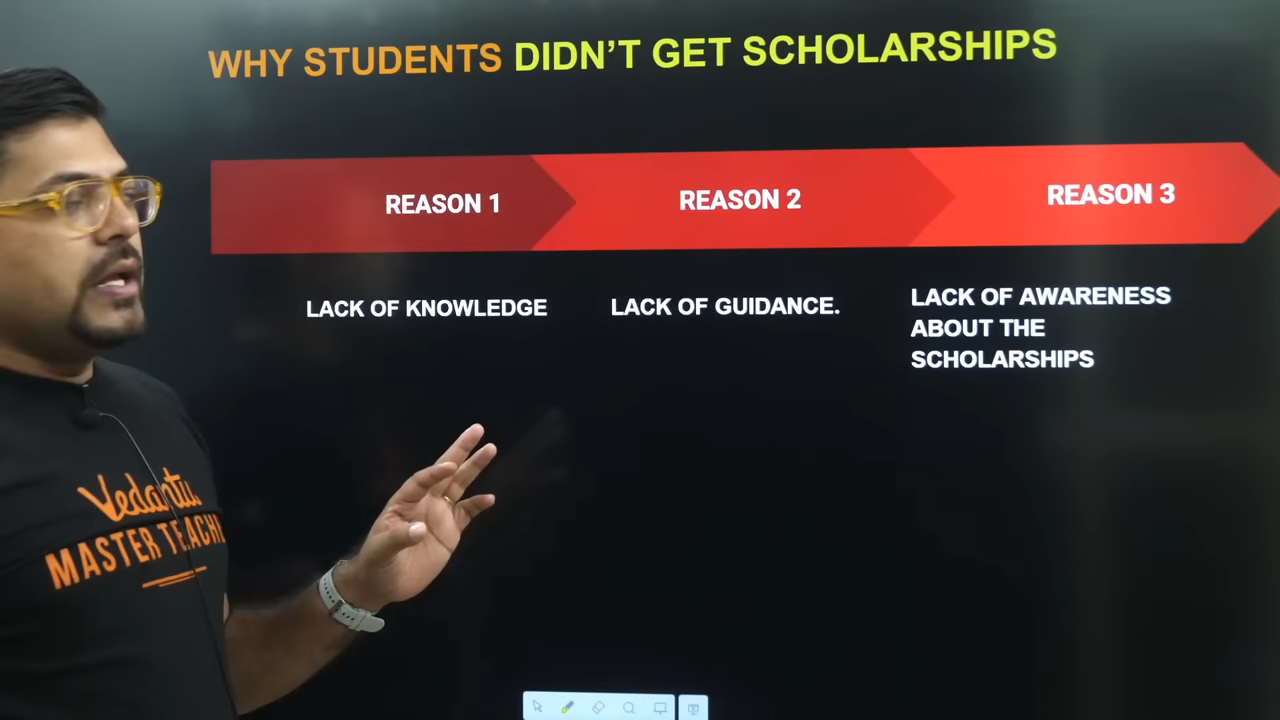 WHY STUDENTS DIDN’T GET SCHOLARSHIPS
REASON 1
REASON 2
REASON 3
LACK OF KNOWLEDGE
LACK OF GUIDANCE.
LACK OF AWARENESS
ABOUT THE
SCHOLARSHIPS
Vedantu
MASTER TEACHE